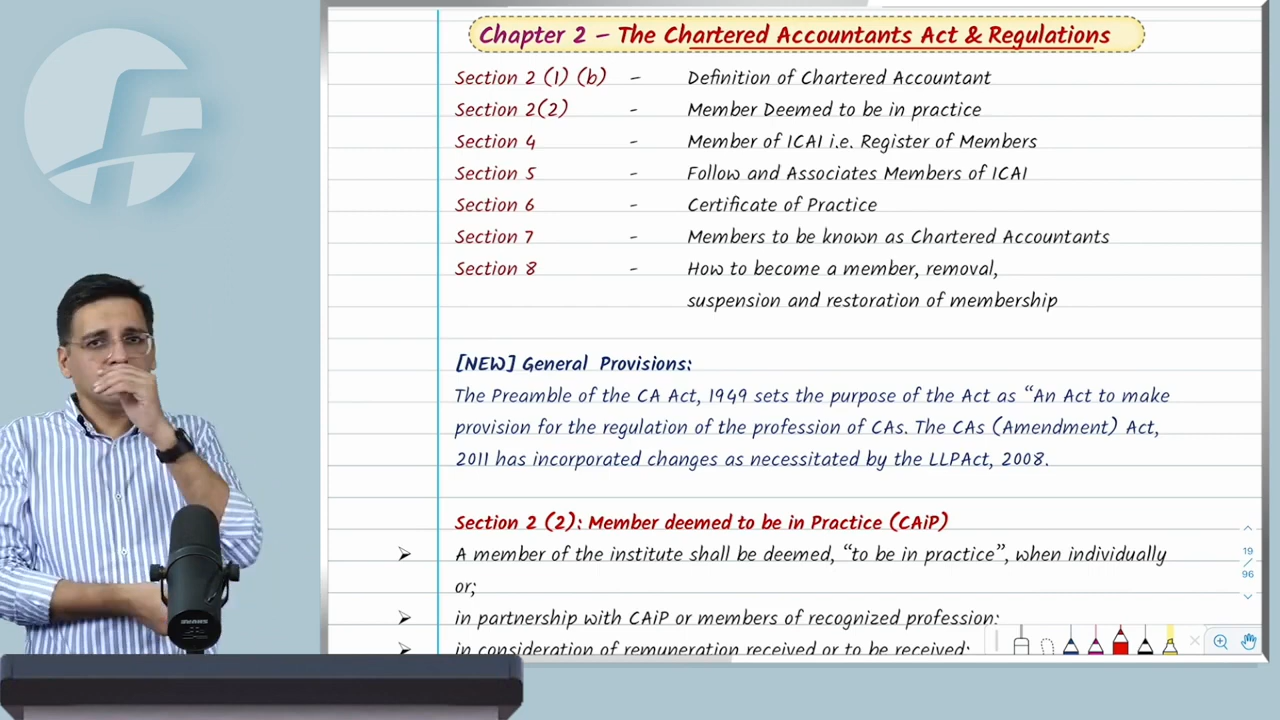 Chapter 2 – The Chartered Accountants Act & Regulations
Section 2 (1) (b) - Definition of Chartered Accountant
Section 2(2) - Member Deemed to be in practice
Section 4 - Member of ICAI i.e. Register of Members
Section 5 - Follow and Associates Members of ICAI
Section 6 - Certificate of Practice
Section 7 - Members to be known as Chartered Accountants
Section 8 - How to become a member, removal,
suspension and restoration of membership
[NEW] General Provisions:
The Preamble of the CA Act, 1949 sets the purpose of the Act as “An Act to make
provision for the regulation of the profession of CAs. The CAs (Amendment) Act,
2011 has incorporated changes as necessitated by the LLPAct, 2008.
Section 2 (2): Member deemed to be in Practice (CAiP)
➢ A member of the institute shall be deemed, “to be in practice”, when individually
or;
➢ in partnership with CAiP or members of recognized profession:
➢ in consideration of remuneration received or to be received:
19
/
96